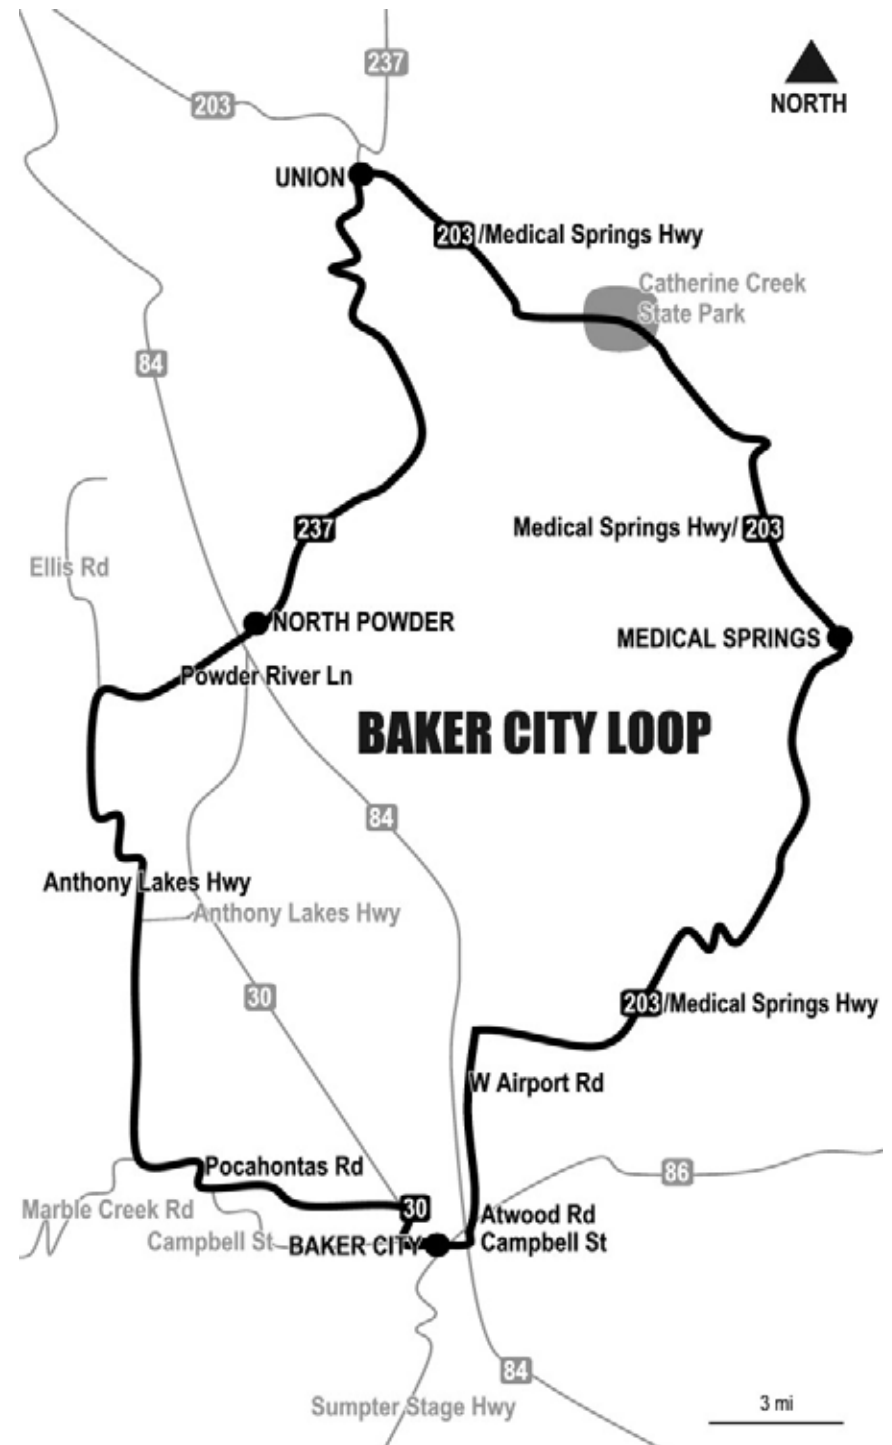 237
203
NORTH
UNION
203 /Medical Springs Hwy
Catherine Creek
State Park
84
Medical Springs Hwy/ 203
237
Ellis Rd
NORTH POWDER
MEDICAL SPRINGS
Powder River Ln
BAKER CITY LOOP
84
Anthony Lakes Hwy
Anthony Lakes Hwy
30
203/Medical Springs Hwy
W Airport Rd
Pocahontas Rd
86
Marble Creek Rd
30
Atwood Rd
Campbell St
BAKER CITY
Campbell St
84
Sumpter Stage Hwy
3 mi